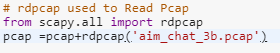 # rdpcap used to Read Pcap
from scapy.all import rdpcap
pcap =pcap+rdpcap('aim_chat_3b.pcap')